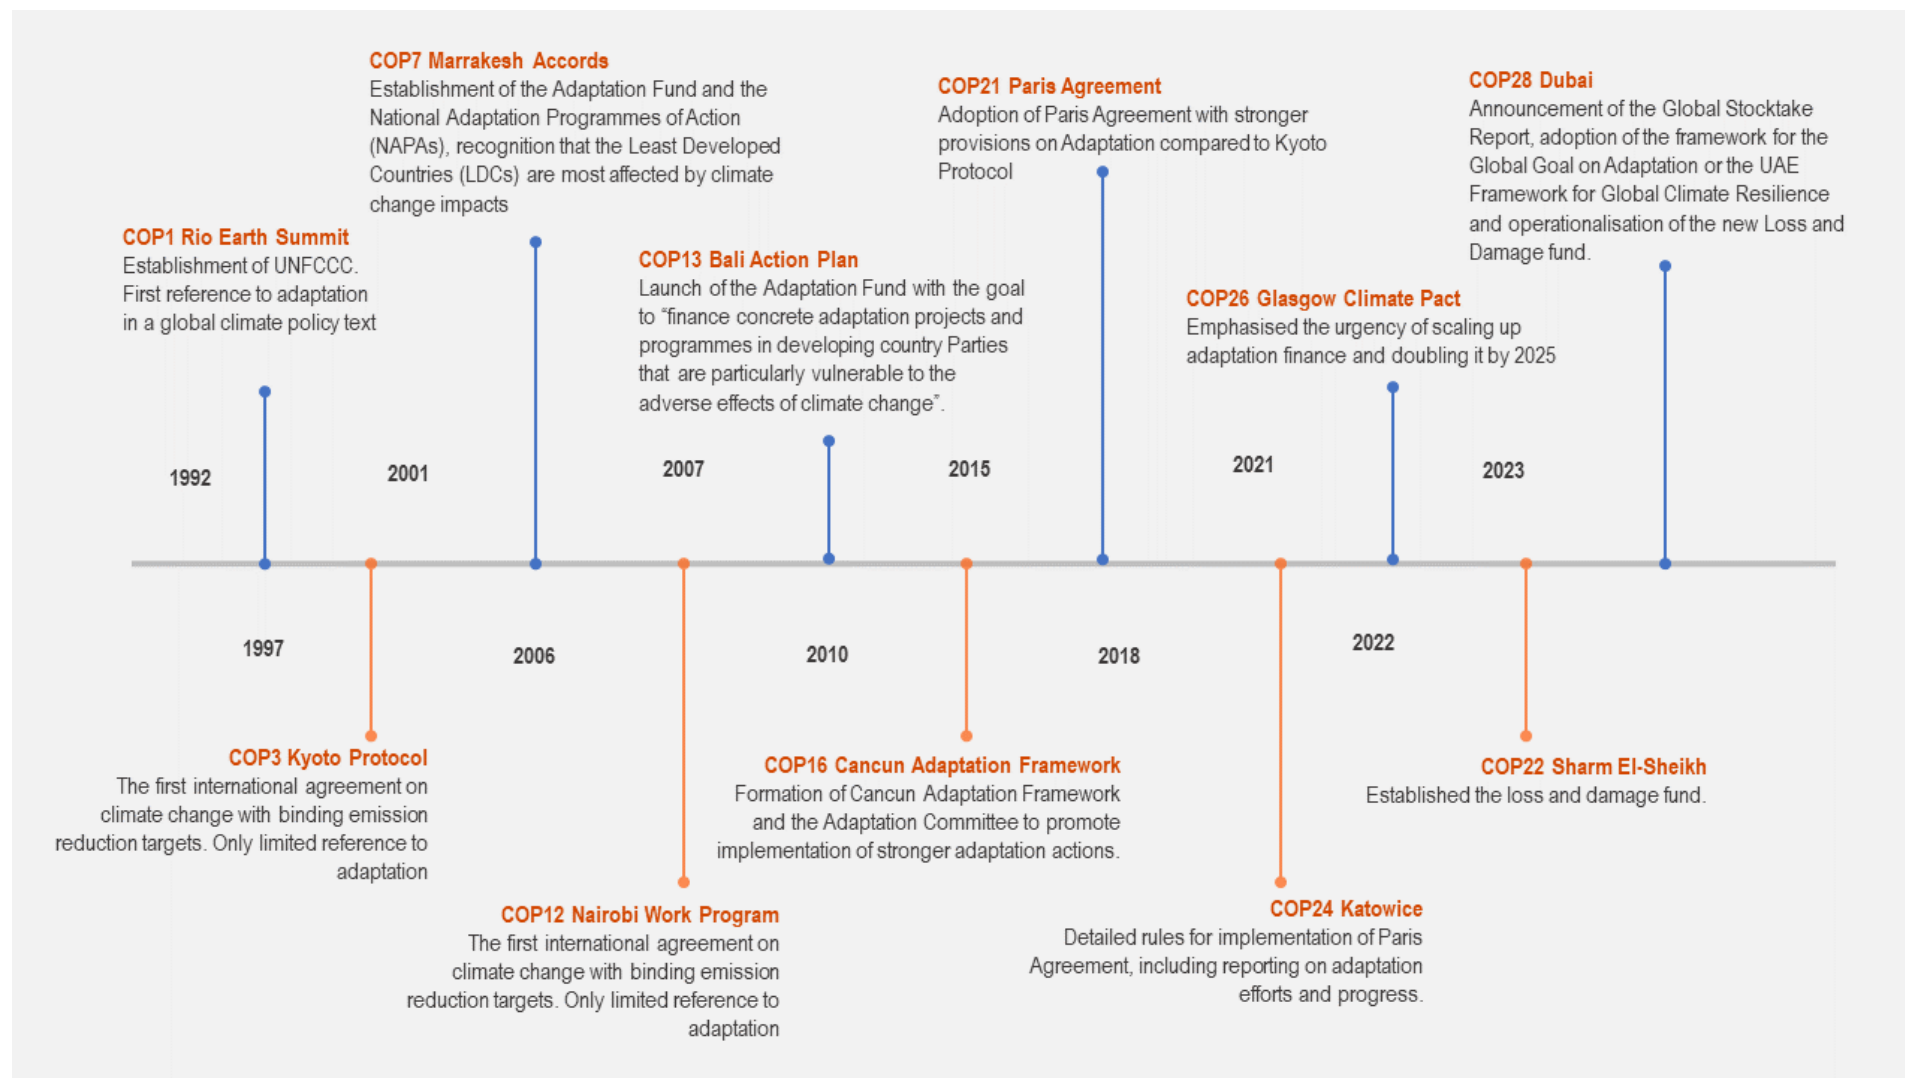 COP7 Marrakesh Accords
Establishment of the Adaptation Fund and the
National Adaptation Programmes of Action
(NAPAs), recognition that the Least Developed
Countries (LDCs) are most affected by climate
change impacts
COP21 Paris Agreement
Adoption of Paris Agreement with stronger
provisions on Adaptation compared to Kyoto
Protocol
COP28 Dubai
Announcement of the Global Stocktake
Report, adoption of the framework for the
Global Goal on Adaptation or the UAE
Framework for Global Climate Resilience
and operationalisation of the new Loss and
Damage fund.
COP1 Rio Earth Summit
Establishment of UNFCCC.
First reference to adaptation
in a global climate policy text
COP13 Bali Action Plan
Launch of the Adaptation Fund with the goal
to “finance concrete adaptation projects and
programmes in developing country Parties
that are particularly vulnerable to the
adverse effects of climate change”.
COP26 Glasgow Climate Pact
Emphasised the urgency of scaling up
adaptation finance and doubling it by 2025
1992
2001
2007
2015
2021
2023
1997
2006
2010
2018
2022
COP3 Kyoto Protocol
The first international agreement on
climate change with binding emission
reduction targets. Only limited reference to
adaptation
COP16 Cancun Adaptation Framework
Formation of Cancun Adaptation Framework
and the Adaptation Committee to promote
implementation of stronger adaptation actions.
COP22 Sharm El-Sheikh
Established the loss and damage fund.
COP12 Nairobi Work Program
The first international agreement on
climate change with binding emission
reduction targets. Only limited reference to
adaptation
COP24 Katowice
Detailed rules for implementation of Paris
Agreement, including reporting on adaptation
efforts and progress.